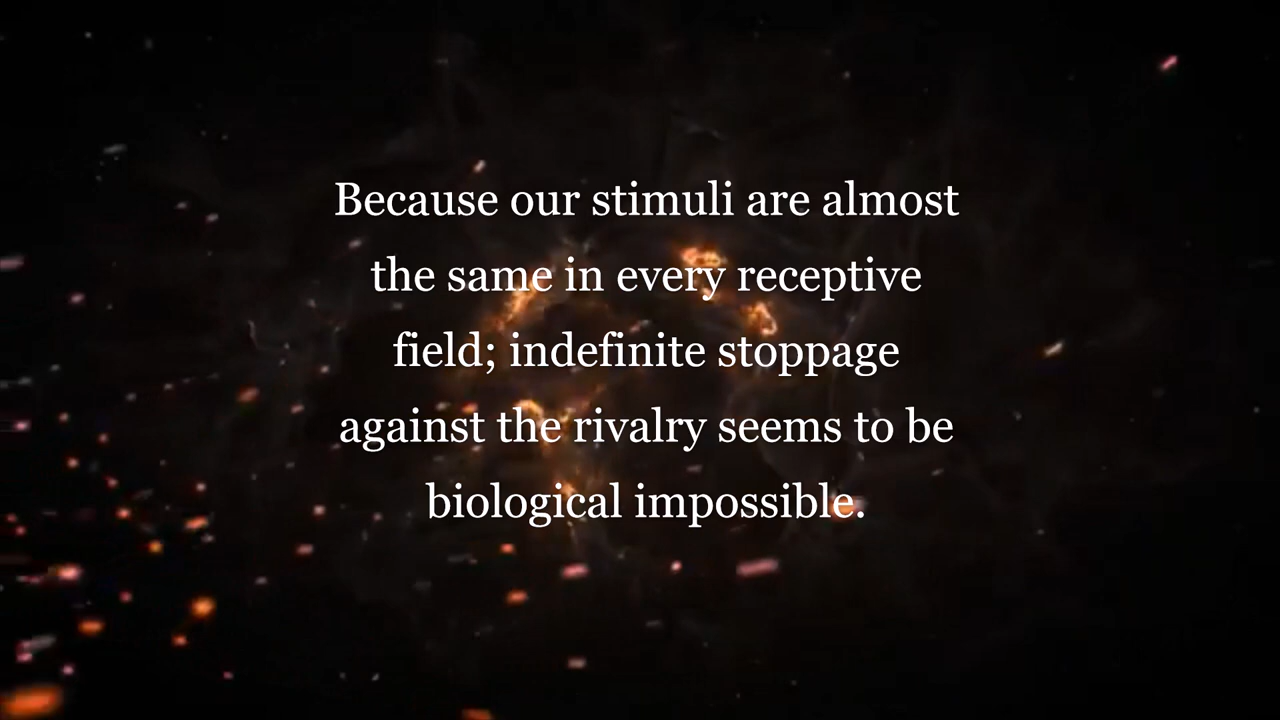 Because our stimuli are almost
the same in every receptive
field; indefinite stoppage
against the rivalry seems to be
biological impossible.